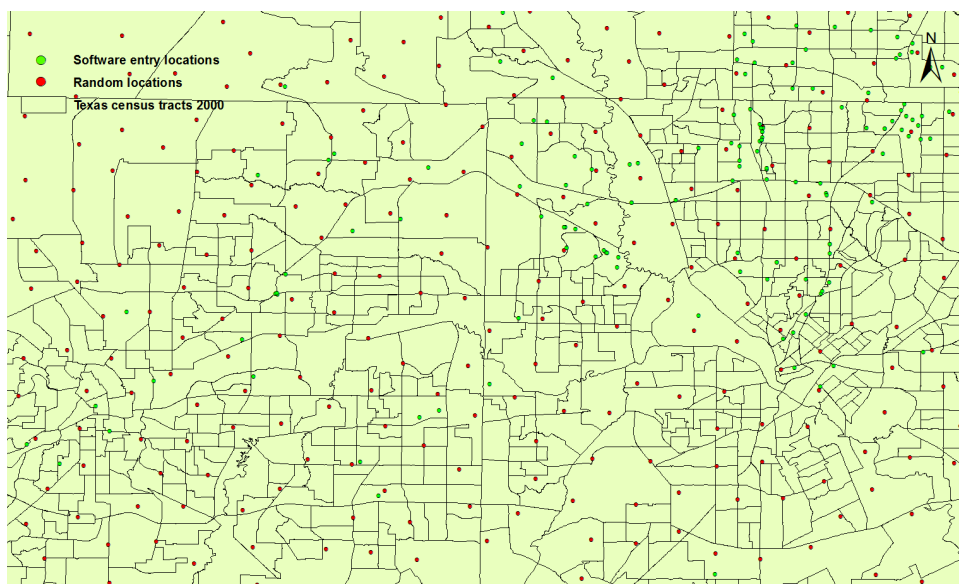 N
Software entry locations
Random locations
Texas census tracts 2000